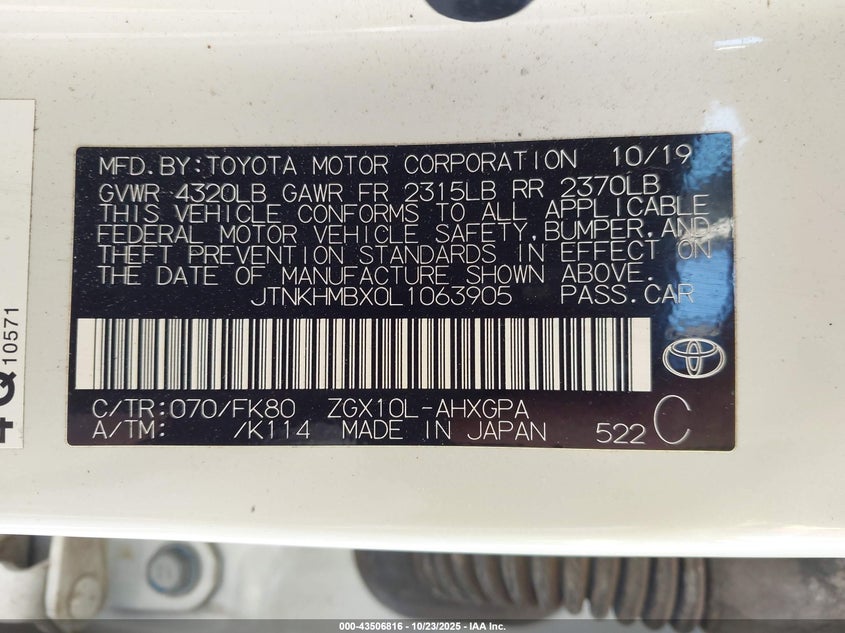 MFD.BY:TOYOTA MOTOR CORPORATION 10/19
GVWR 4320LB GAWR FR 2315LB RR 2370LB
THIS VEHICLE CONFORMS TO ALL APPLICABLE
FEDERAL MOTOR VEHICLE SAFETY,BUMPER,AND
THEFT PREVENTION STANDARDS IN EFFECT ON
THE DATE OF MANUFACTURE SHOWN ABOVE.
JTNKHMBX0L1063905 PASS.CAR
C/TR:070/FK80 ZGX10L-AHXGPA
A/TM: /K114 MADE IN JAPAN 522 C
10571
000-43506816 - 10/23/2025 - IAA Inc.